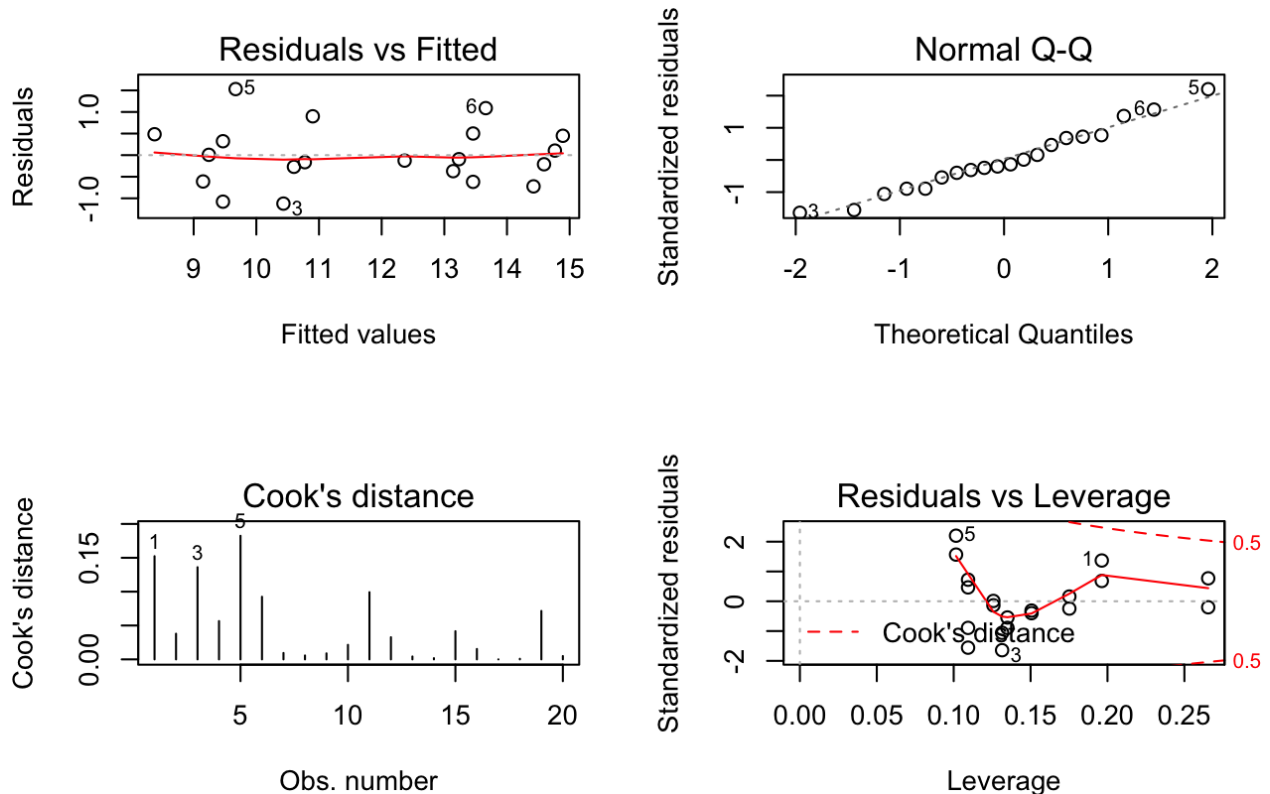 Residuals vs Fitted
Residuals
1.0
-1.0
5
6
3
9 10 11 12 13 14 15
Fitted values
Normal Q-Q
Standardized residuals
1
-1
5
6
3
-2 -1 0 1 2
Theoretical Quantiles
Cook's distance
Cook's distance
0.15
0.00
1
3
5
5 10 15 20
Obs. number
Residuals vs Leverage
Standardized residuals
2
0
-2
5
1
3
0.5
0.5
Cook's distance
0.00 0.05 0.10 0.15 0.20 0.25
Leverage